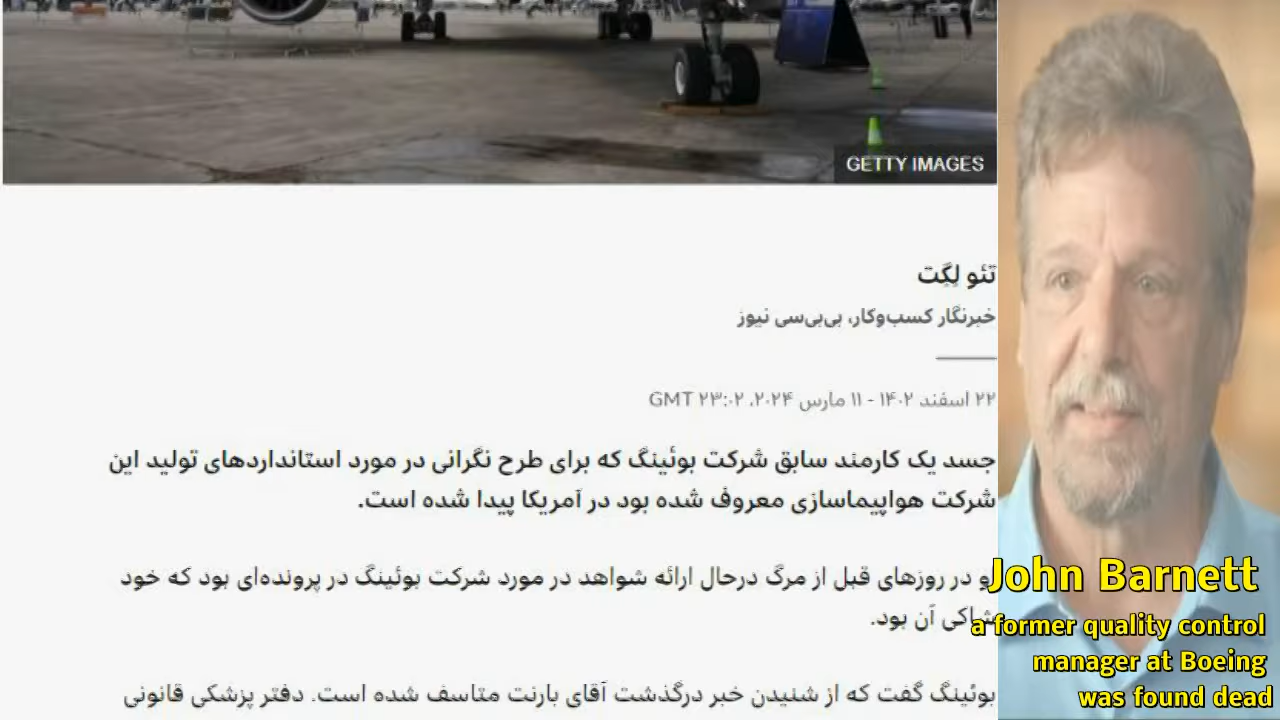 GETTY IMAGES
تئو لِگِت
خبرنگار کسب‌وکار، بی‌بی‌سی نیوز
۲۲ اسفند ۱۴۰۲ - ۱۱ مارس ۲۰۲۴، ۲۳:۰۲ GMT
جسد یک کارمند سابق شرکت بوئینگ که برای طرح نگرانی در مورد استانداردهای تولید این
شرکت هواپیماسازی معروف شده بود در آمریکا پیدا شده است.
در روزهای قبل از مرگ درحال ارائه شواهد در مورد شرکت بوئینگ در پرونده‌ای بود که خود
شاکی آن بود.
بوئینگ گفت که از شنیدن خبر درگذشت آقای بارنت متاسف شده است. دفتر پزشکی قانونی
John Barnett
a former quality control
manager at Boeing
was found dead